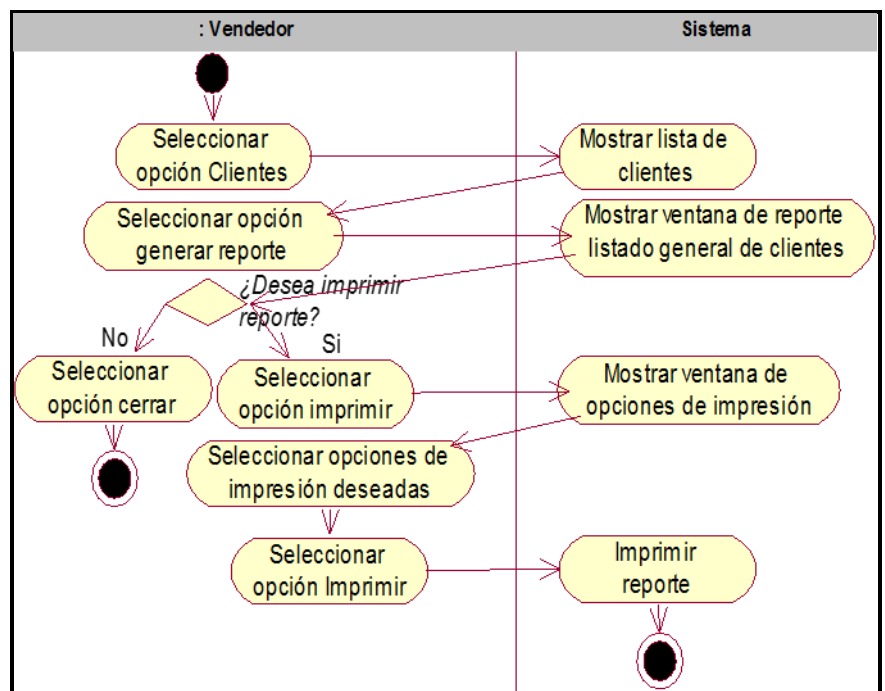 : Vendedor
Sistema
Seleccionar
opción Clientes
Mostrar lista de
clientes
Seleccionar opción
generar reporte
Mostrar ventana de reporte
listado general de clientes
¿Desea imprimir
reporte?
No
Si
Seleccionar
opción cerrar
Seleccionar
opción imprimir
Mostrar ventana de
opciones de impresión
Seleccionar opciones de
impresión deseadas
Seleccionar
opción Imprimir
Imprimir
reporte